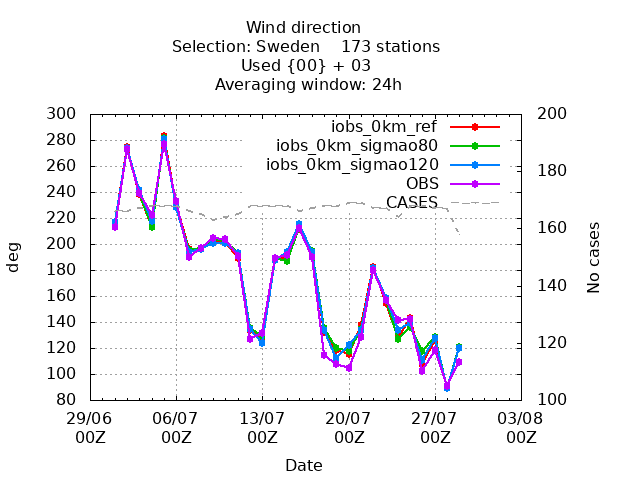 Wind direction
Selection: Sweden    173 stations
Used {00} + 03
Averaging window: 24h
300
280
260
240
220
200
180
160
140
120
100
80
deg
200
180
160
140
120
100
No cases
iobs_0km_ref
iobs_0km_sigmao80
iobs_0km_sigmao120
OBS
CASES
29/06 06/07 13/07 20/07 27/07 03/08
00Z 00Z 00Z 00Z 00Z 00Z
Date